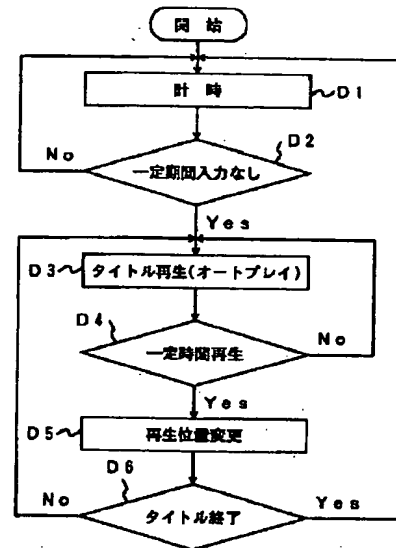 開始
計時
D1
D2
No
一定期間入力なし
Yes
D3
タイトル再生(オートプレイ)
D4
No
一定時間再生
Yes
D5
再生位置変更
D6
No
Yes
タイトル終了